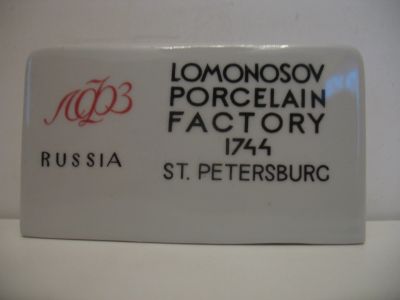 ЛФЗ
RUSSIA
LOMONOSOV
PORCELAIN
FACTORY
1744
ST. PETERSBURG